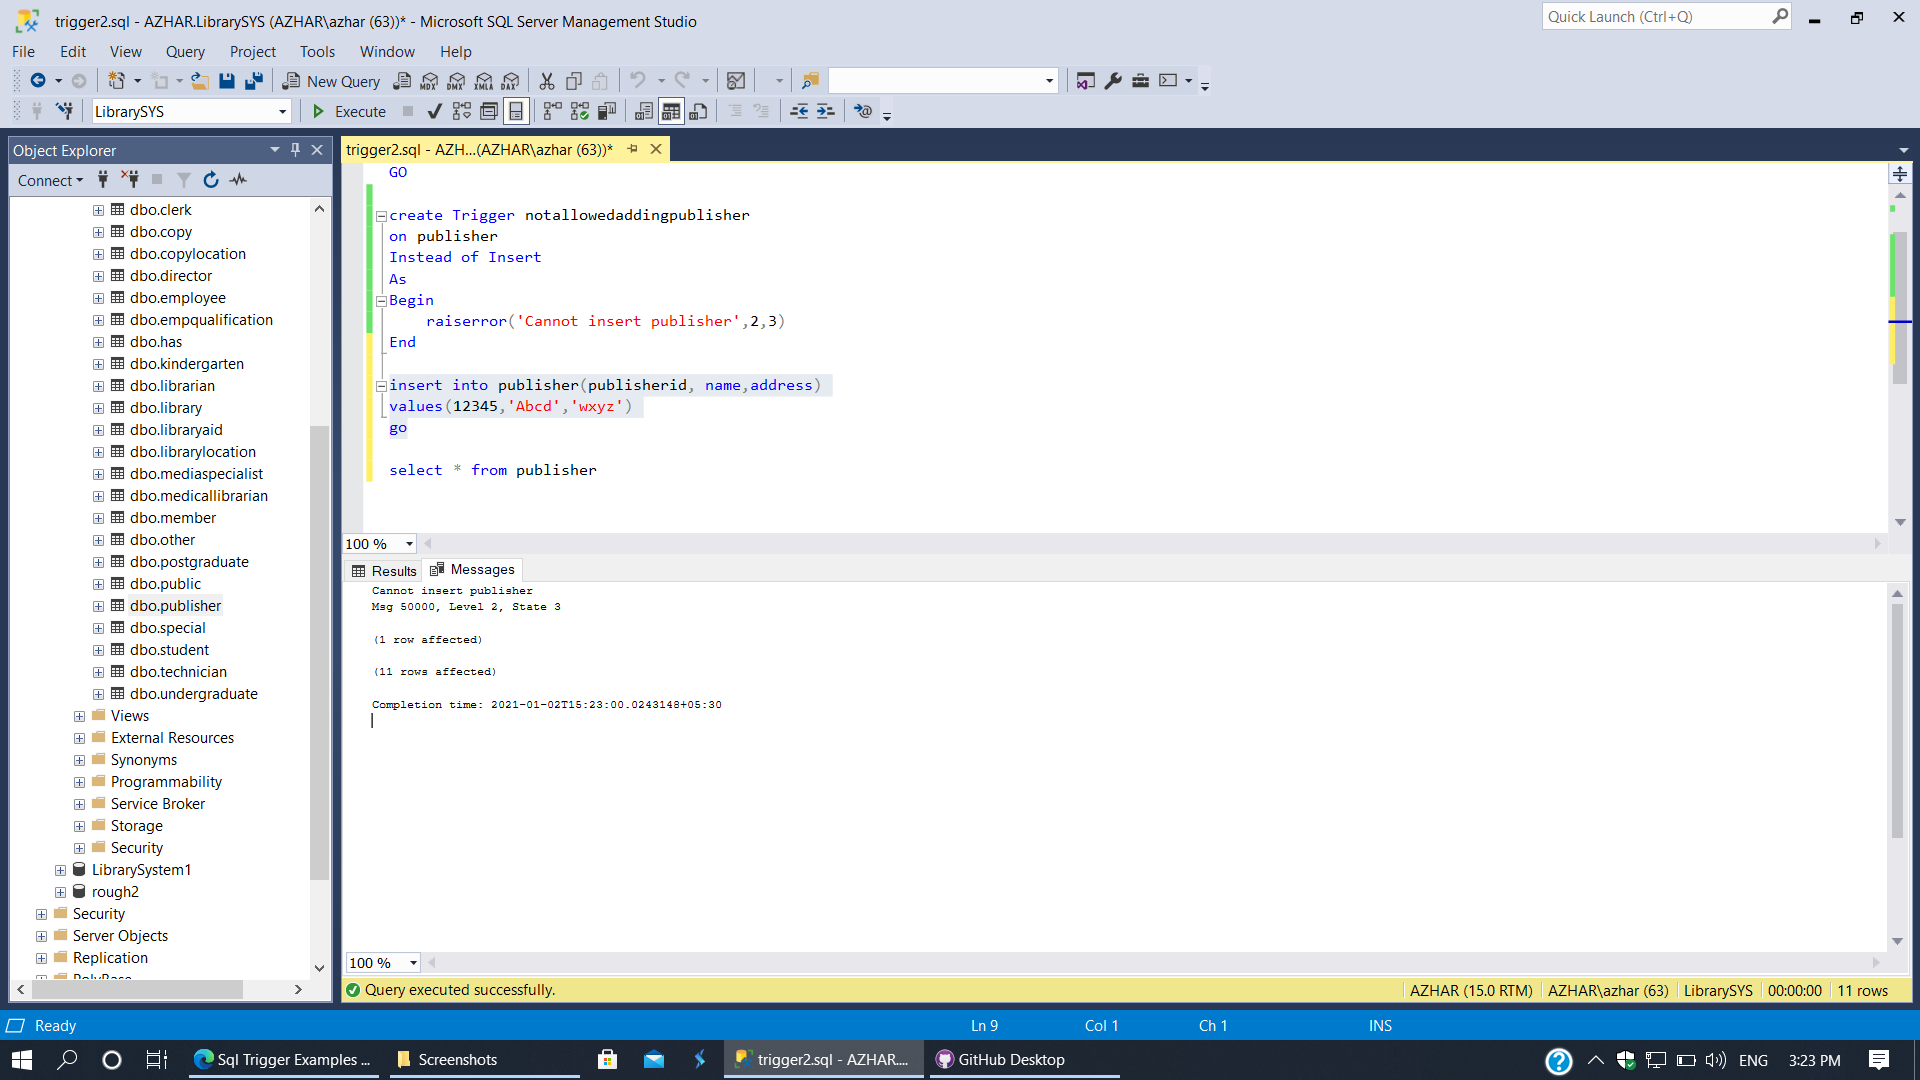 trigger2.sql - AZHAR.LibrarySYS (AZHAR\azhar (63))* - Microsoft SQL Server Management Studio
Quick Launch (Ctrl+Q)
File Edit View Query Project Tools Window Help
New Query
MDX DMX XMLA DAX
LibrarySYS
Execute
Object Explorer
Connect
dbo.clerk
dbo.copy
dbo.copylocation
dbo.director
dbo.employee
dbo.empqualification
dbo.has
dbo.kindergarten
dbo.librarian
dbo.library
dbo.libraryaid
dbo.librarylocation
dbo.mediaspecialist
dbo.medicallibrarian
dbo.member
dbo.other
dbo.postgraduate
dbo.public
dbo.publisher
dbo.special
dbo.student
dbo.technician
dbo.undergraduate
Views
External Resources
Synonyms
Programmability
Service Broker
Storage
Security
LibrarySystem1
rough2
Security
Server Objects
Replication
PolyBase
trigger2.sql - AZH...(AZHAR\azhar (63))*
GO
create Trigger notallowedaddingpublisher
on publisher
Instead of Insert
As
Begin
raiserror('Cannot insert publisher',2,3)
End
insert into publisher(publisherid, name,address)
values(12345,'Abcd','wxyz')
go
select * from publisher
100 %
Results Messages
Cannot insert publisher
Msg 50000, Level 2, State 3
(1 row affected)
(11 rows affected)
Completion time: 2021-01-02T15:23:00.0243148+05:30
100 %
Query executed successfully.
AZHAR (15.0 RTM) AZHAR\azhar (63) LibrarySYS 00:00:00 11 rows
Ready
Ln 9 Col 1 Ch 1 INS
Sql Trigger Examples ...
Screenshots
trigger2.sql - AZHAR....
GitHub Desktop
ENG
3:23 PM